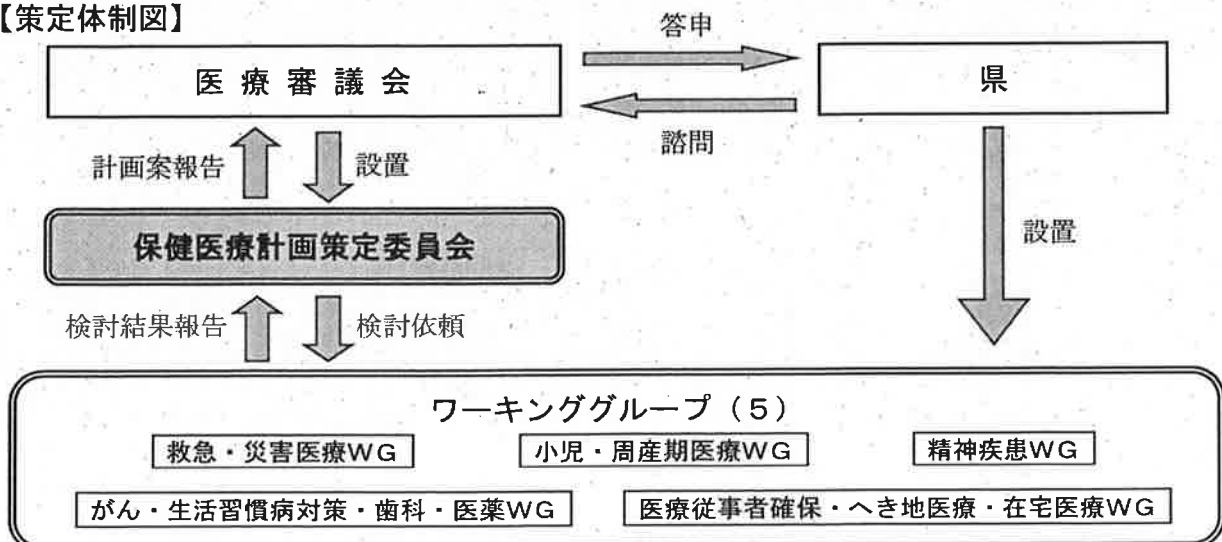 【策定体制図】
答申
医療審議会
県
諮問
計画案報告
設置
保健医療計画策定委員会
設置
検討結果報告
検討依頼
ワーキンググループ（５）
救急・災害医療ＷＧ
小児・周産期医療ＷＧ
精神疾患ＷＧ
がん・生活習慣病対策・歯科・医薬ＷＧ
医療従事者確保・へき地医療・在宅医療ＷＧ